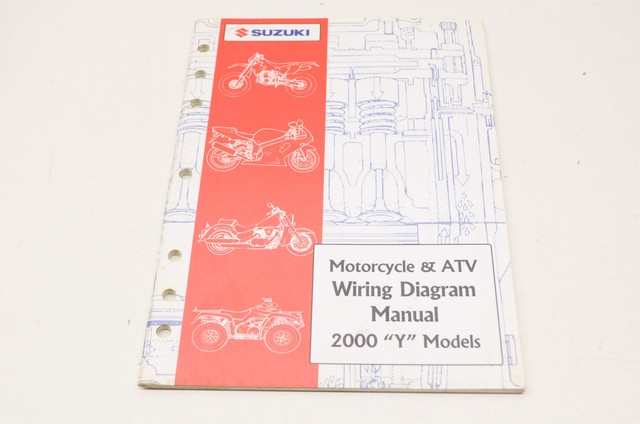 SUZUKI
Motorcycle & ATV
Wiring Diagram
Manual
2000 "Y" Models